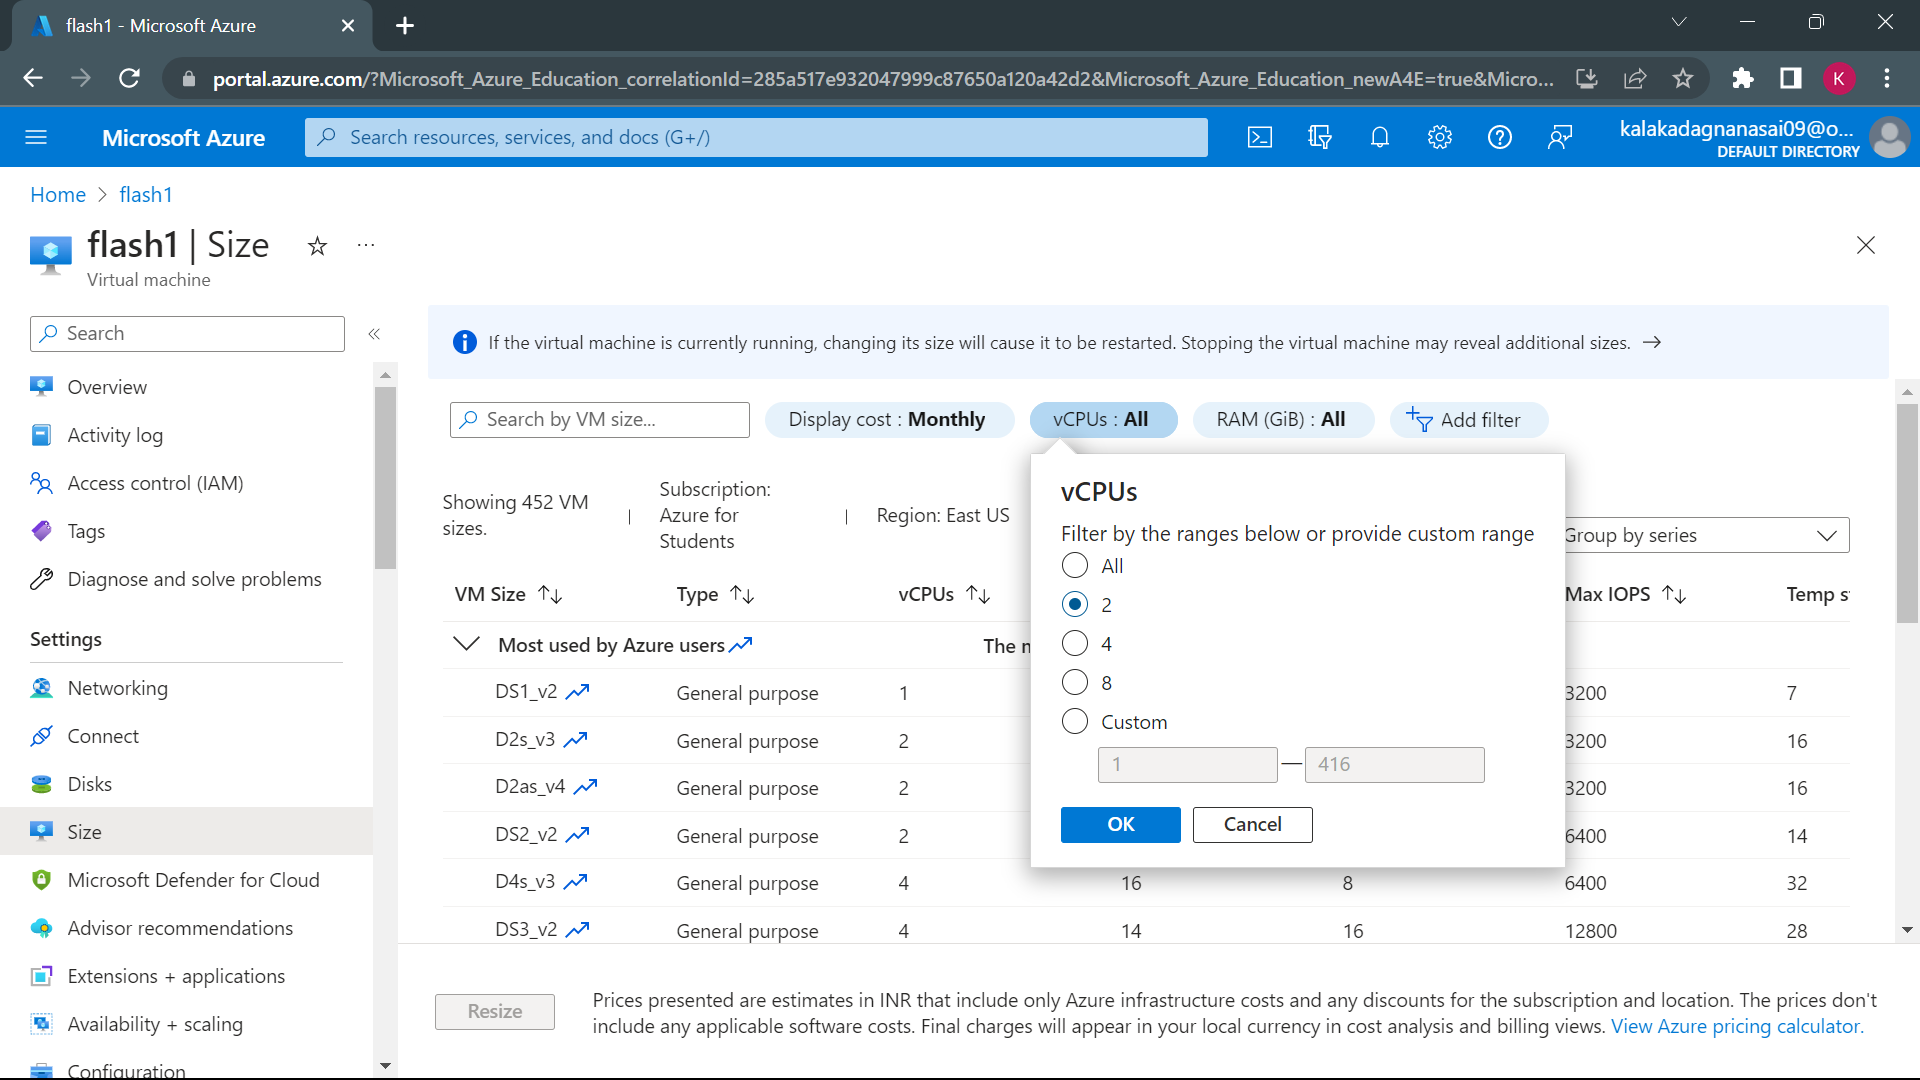 flash1 - Microsoft Azure
portal.azure.com/?Microsoft_Azure_Education_correlationId=285a517e932047999c87650a120a42d2&Microsoft_Azure_Education_newA4E=true&Micro...
K
Microsoft Azure
Search resources, services, and docs (G+/)
kalakadagnanasai09@o...
DEFAULT DIRECTORY
Home > flash1
flash1 | Size
Virtual machine
Search
Overview
Activity log
Access control (IAM)
Tags
Diagnose and solve problems
Settings
Networking
Connect
Disks
Size
Microsoft Defender for Cloud
Advisor recommendations
Extensions + applications
Availability + scaling
Configuration
If the virtual machine is currently running, changing its size will cause it to be restarted. Stopping the virtual machine may reveal additional sizes.
Search by VM size...
Display cost : Monthly
vCPUs : All
RAM (GiB) : All
Add filter
Showing 452 VM
sizes.
Subscription:
Azure for
Students
Region: East US
Group by series
VM Size Type vCPUs Max IOPS Temp s
Most used by Azure users The
DS1_v2 General purpose 1 3200 7
D2s_v3 General purpose 2 3200 16
D2as_v4 General purpose 2 3200 16
DS2_v2 General purpose 2 6400 14
D4s_v3 General purpose 4 16 8 6400 32
DS3_v2 General purpose 4 14 16 12800 28
vCPUs
Filter by the ranges below or provide custom range
All
2
4
8
Custom
1 — 416
OK
Cancel
Resize
Prices presented are estimates in INR that include only Azure infrastructure costs and any discounts for the subscription and location. The prices don't
include any applicable software costs. Final charges will appear in your local currency in cost analysis and billing views. View Azure pricing calculator.